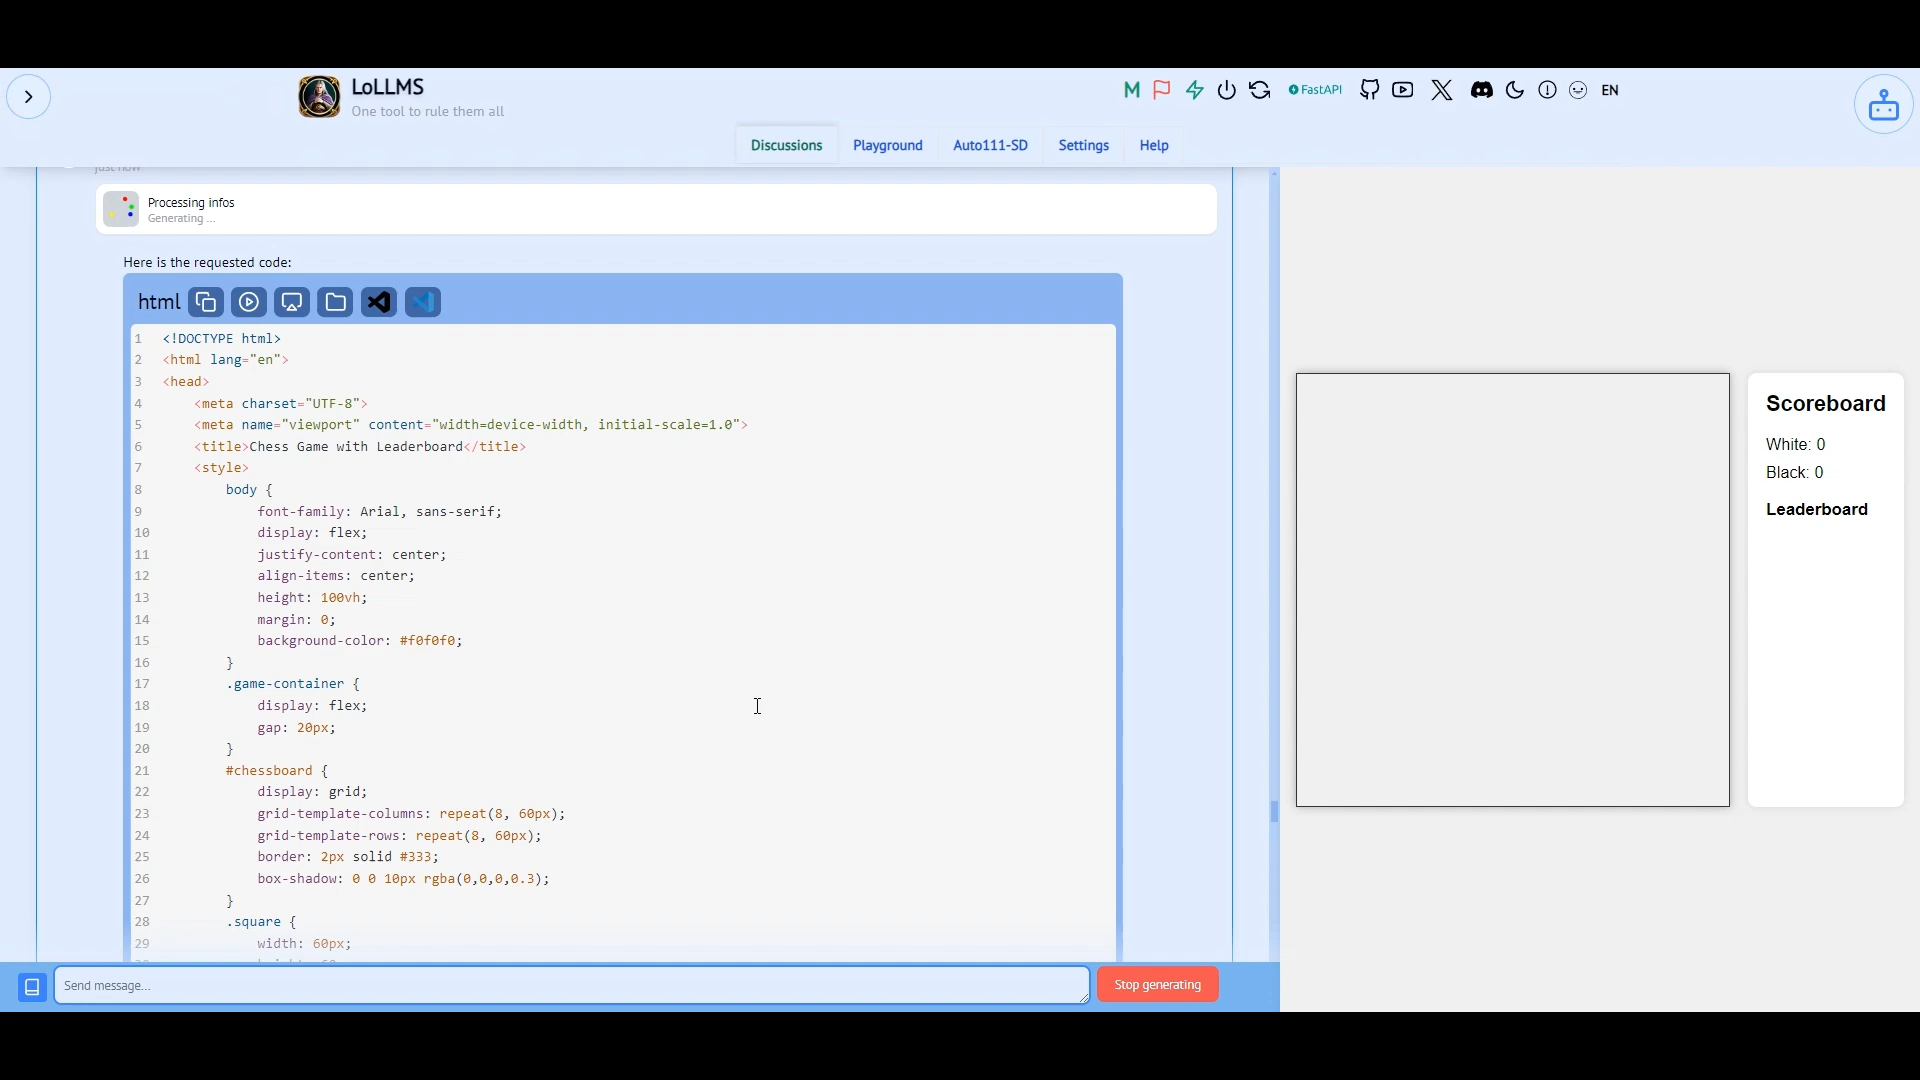 LoLLMS
One tool to rule them all
M
FastAPI
EN
Discussions
Playground
Auto111-SD
Settings
Help
just now
Processing infos
Generating ...
Here is the requested code:
html
1 <!DOCTYPE html>
2 <html lang="en">
3 <head>
4 <meta charset="UTF-8">
5 <meta name="viewport" content="width=device-width, initial-scale=1.0">
6 <title>Chess Game with Leaderboard</title>
7 <style>
8 body {
9 font-family: Arial, sans-serif;
10 display: flex;
11 justify-content: center;
12 align-items: center;
13 height: 100vh;
14 margin: 0;
15 background-color: #f0f0f0;
16 }
17 .game-container {
18 display: flex;
19 gap: 20px;
20 }
21 #chessboard {
22 display: grid;
23 grid-template-columns: repeat(8, 60px);
24 grid-template-rows: repeat(8, 60px);
25 border: 2px solid #333;
26 box-shadow: 0 0 10px rgba(0,0,0,0.3);
27 }
28 .square {
29 width: 60px;
Send message...
Stop generating
Scoreboard
White: 0
Black: 0
Leaderboard